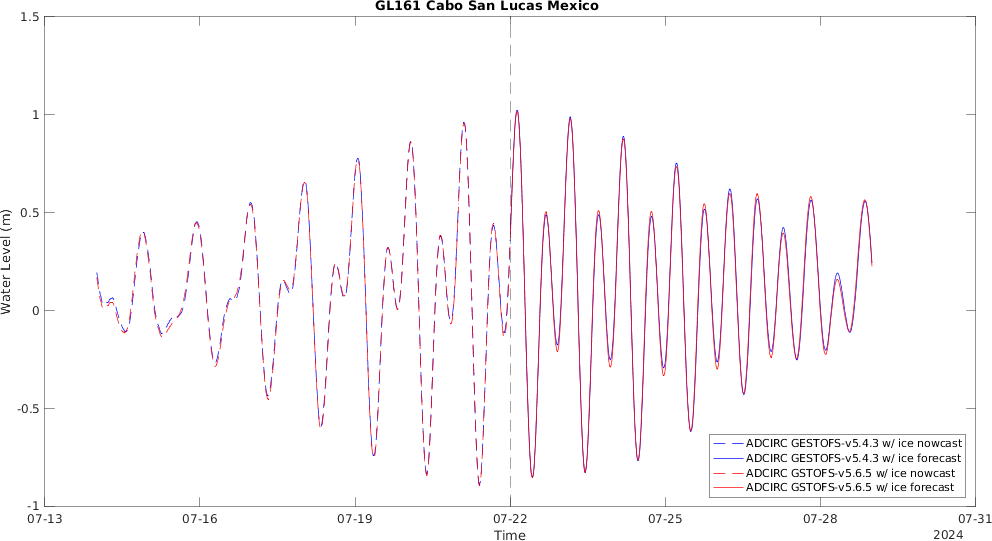 GL161 Cabo San Lucas Mexico
1.5
1
0.5
0
-0.5
-1
Water Level (m)
07-13
07-16
07-19
07-22
07-25
07-28
07-31
Time
2024
ADCIRC GESTOFS-v5.4.3 w/ ice nowcast
ADCIRC GESTOFS-v5.4.3 w/ ice forecast
ADCIRC GSTOFS-v5.6.5 w/ ice nowcast
ADCIRC GSTOFS-v5.6.5 w/ ice forecast